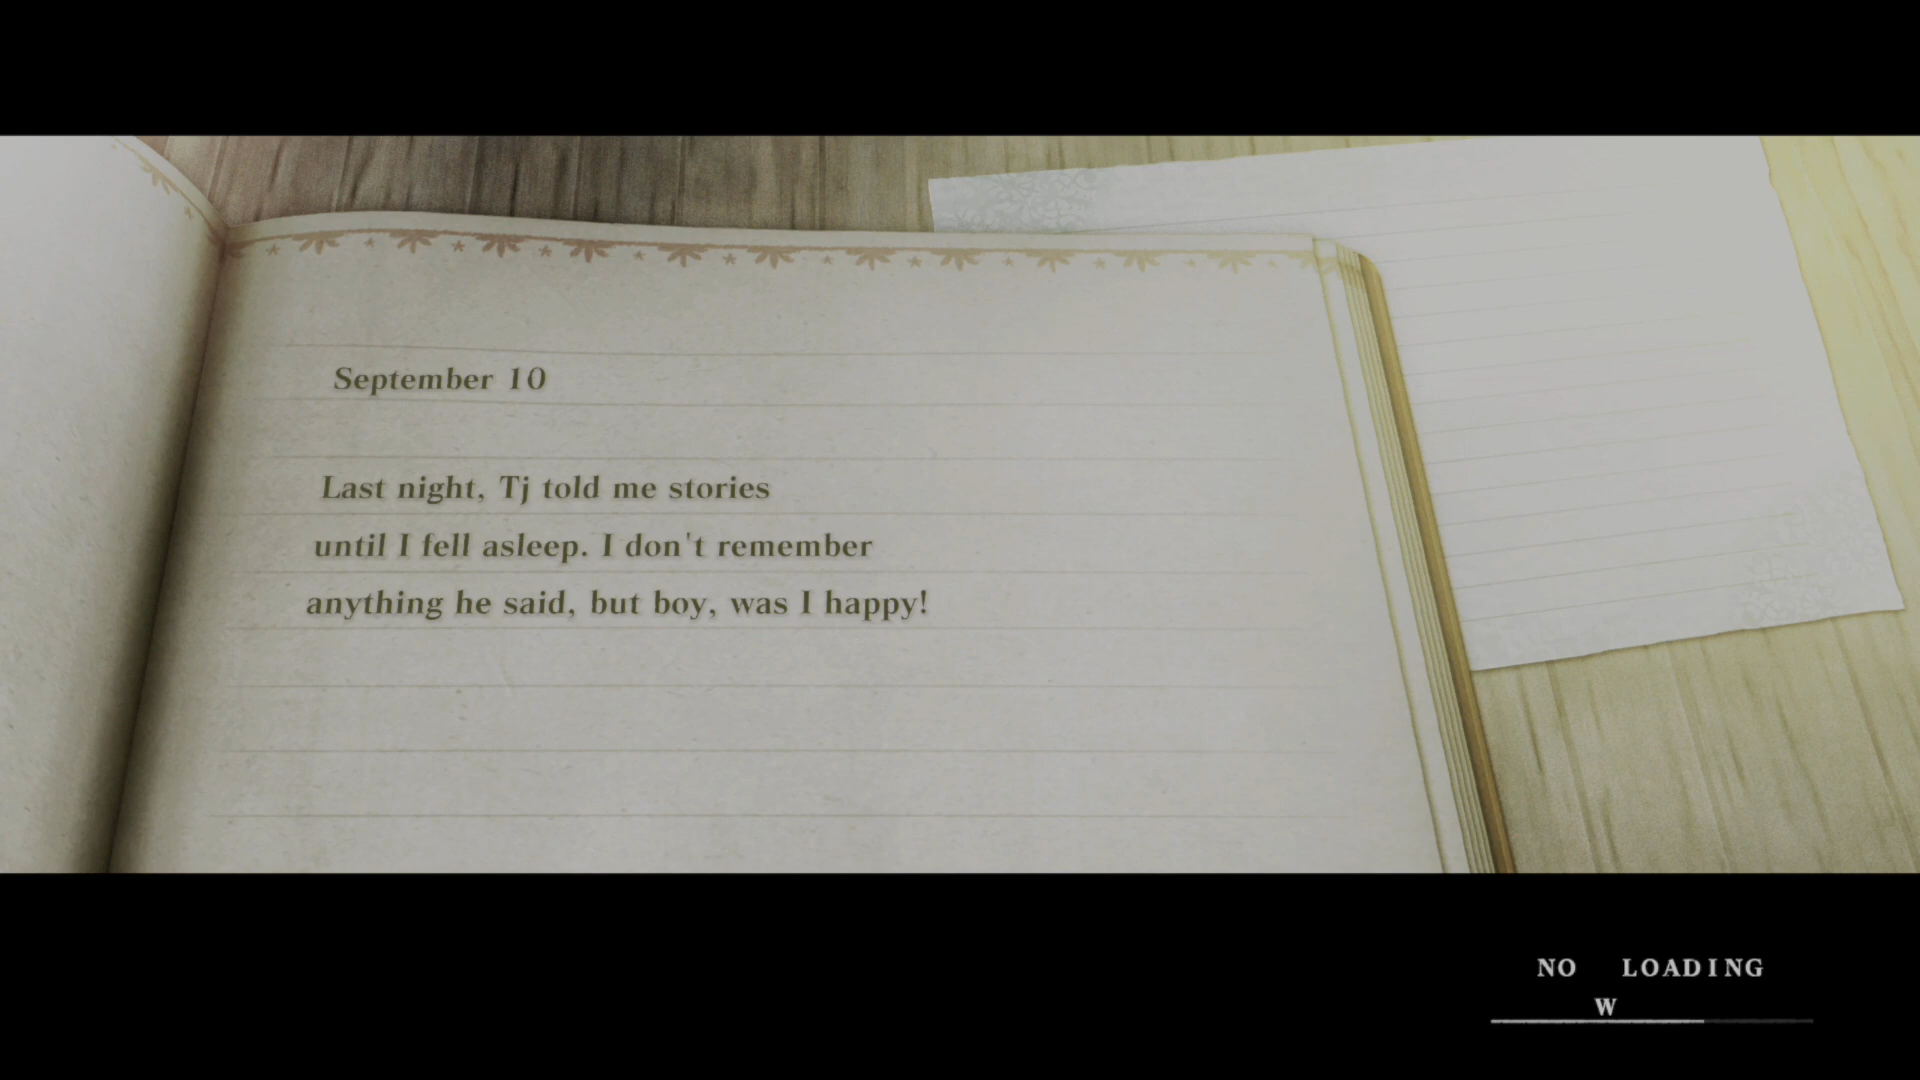 September 10
Last night, Tj told me stories
until I fell asleep. I don't remember
anything he said, but boy, was I happy!
NO LOADING
W